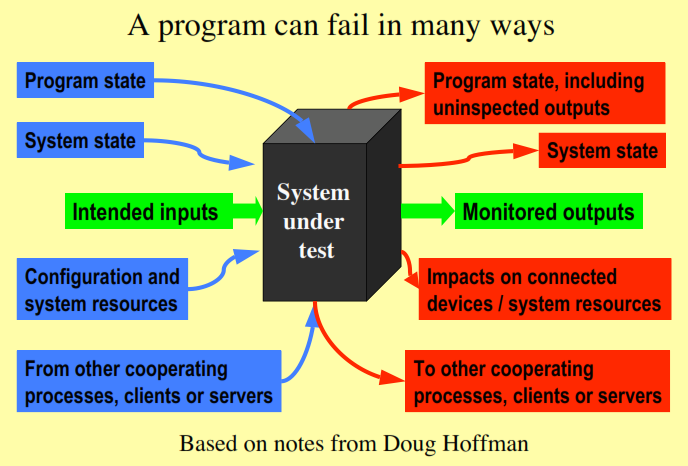 A program can fail in many ways
Program state
Program state, including
uninspected outputs
System state
System state
Intended inputs
System
under
test
Monitored outputs
Configuration and
system resources
Impacts on connected
devices / system resources
From other cooperating
processes, clients or servers
To other cooperating
processes, clients or servers
Based on notes from Doug Hoffman